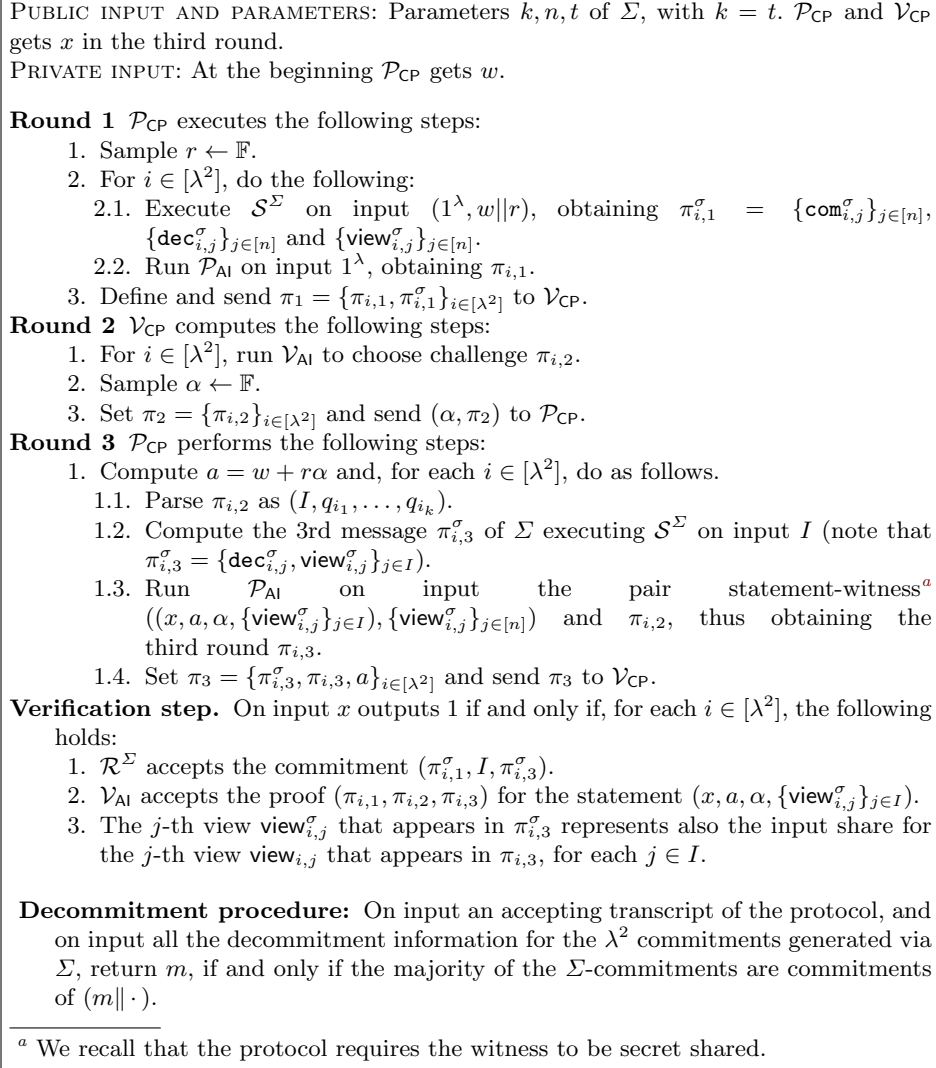 PUBLIC INPUT AND PARAMETERS: Parameters k, n, t of Σ, with k = t. 𝒫_CP and 𝒱_CP
gets x in the third round.
PRIVATE INPUT: At the beginning 𝒫_CP gets w.
Round 1 𝒫_CP executes the following steps:
1. Sample r ← 𝔽.
2. For i ∈ [λ²], do the following:
2.1. Execute 𝒮^Σ on input (1^λ, w||r), obtaining π^σ_{i,1} = {com^σ_{i,j}}_{j∈[n]},
{dec^σ_{i,j}}_{j∈[n]} and {view^σ_{i,j}}_{j∈[n]}.
2.2. Run 𝒫_AI on input 1^λ, obtaining π_{i,1}.
3. Define and send π_1 = {π_{i,1}, π^σ_{i,1}}_{i∈[λ²]} to 𝒱_CP.
Round 2 𝒱_CP computes the following steps:
1. For i ∈ [λ²], run 𝒱_AI to choose challenge π_{i,2}.
2. Sample α ← 𝔽.
3. Set π_2 = {π_{i,2}}_{i∈[λ²]} and send (α, π_2) to 𝒫_CP.
Round 3 𝒫_CP performs the following steps:
1. Compute a = w + rα and, for each i ∈ [λ²], do as follows.
1.1. Parse π_{i,2} as (I, q_{i_1}, . . . , q_{i_k}).
1.2. Compute the 3rd message π^σ_{i,3} of Σ executing 𝒮^Σ on input I (note that
π^σ_{i,3} = {dec^σ_{i,j}, view^σ_{i,j}}_{j∈I}).
1.3. Run 𝒫_AI on input the pair statement-witness^a
((x, a, α, {view^σ_{i,j}}_{j∈I}), {view^σ_{i,j}}_{j∈[n]}) and π_{i,2}, thus obtaining the
third round π_{i,3}.
1.4. Set π_3 = {π^σ_{i,3}, π_{i,3}, a}_{i∈[λ²]} and send π_3 to 𝒱_CP.
Verification step. On input x outputs 1 if and only if, for each i ∈ [λ²], the following
holds:
1. ℛ^Σ accepts the commitment (π^σ_{i,1}, I, π^σ_{i,3}).
2. 𝒱_AI accepts the proof (π_{i,1}, π_{i,2}, π_{i,3}) for the statement (x, a, α, {view^σ_{i,j}}_{j∈I}).
3. The j-th view view^σ_{i,j} that appears in π^σ_{i,3} represents also the input share for
the j-th view view_{i,j} that appears in π_{i,3}, for each j ∈ I.
Decommitment procedure: On input an accepting transcript of the protocol, and
on input all the decommitment information for the λ² commitments generated via
Σ, return m, if and only if the majority of the Σ-commitments are commitments
of (m|| · ).
^a We recall that the protocol requires the witness to be secret shared.